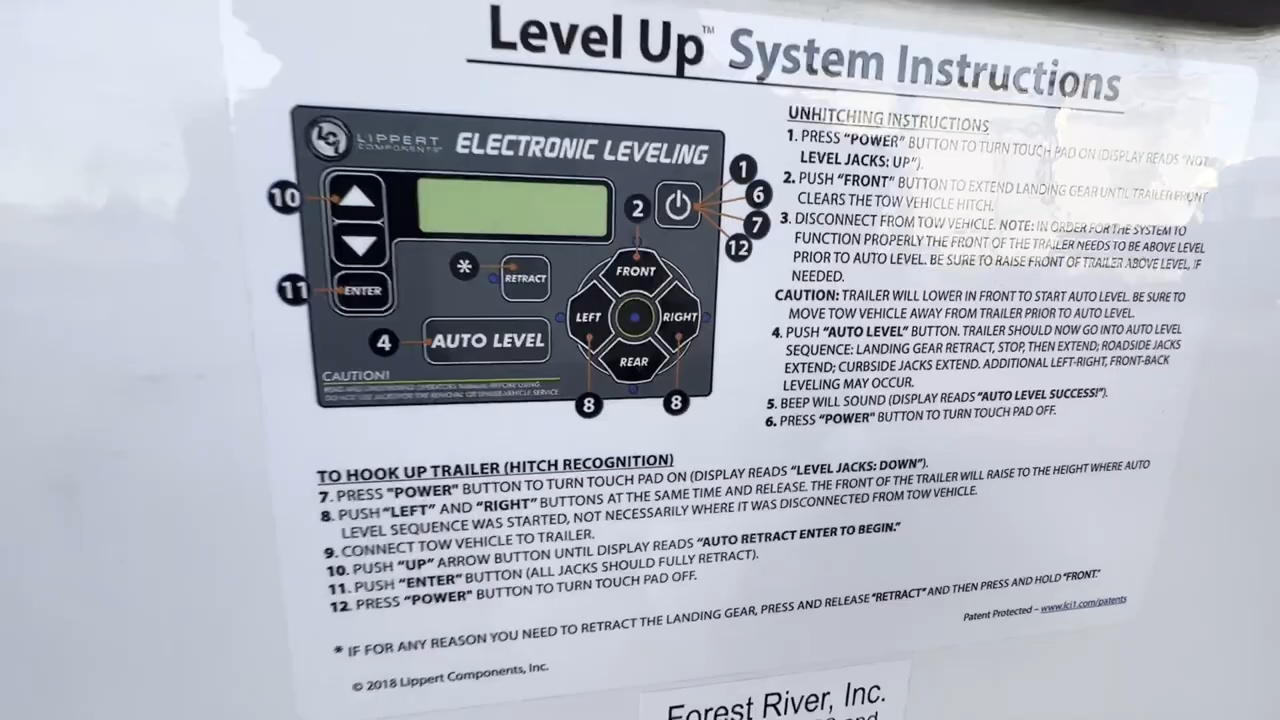 Level Up™ System Instructions
LCI LIPPERT COMPONENTS™ ELECTRONIC LEVELING
10
11
4
*
2
1
6
7
12
8
8
ENTER
RETRACT
AUTO LEVEL
FRONT
LEFT
RIGHT
REAR
CAUTION!
UNHITCHING INSTRUCTIONS
1. PRESS "POWER" BUTTON TO TURN TOUCH PAD ON (DISPLAY READS "NOT
LEVEL JACKS: UP").
2. PUSH "FRONT" BUTTON TO EXTEND LANDING GEAR UNTIL TRAILER FRONT
CLEARS THE TOW VEHICLE HITCH.
3. DISCONNECT FROM TOW VEHICLE. NOTE: IN ORDER FOR THE SYSTEM TO
FUNCTION PROPERLY THE FRONT OF THE TRAILER NEEDS TO BE ABOVE LEVEL
PRIOR TO AUTO LEVEL. BE SURE TO RAISE FRONT OF TRAILER ABOVE LEVEL, IF
NEEDED.
CAUTION: TRAILER WILL LOWER IN FRONT TO START AUTO LEVEL. BE SURE TO
MOVE TOW VEHICLE AWAY FROM TRAILER PRIOR TO AUTO LEVEL.
4. PUSH "AUTO LEVEL" BUTTON. TRAILER SHOULD NOW GO INTO AUTO LEVEL
SEQUENCE: LANDING GEAR RETRACT, STOP, THEN EXTEND; ROADSIDE JACKS
EXTEND; CURBSIDE JACKS EXTEND. ADDITIONAL LEFT-RIGHT, FRONT-BACK
LEVELING MAY OCCUR.
5. BEEP WILL SOUND (DISPLAY READS "AUTO LEVEL SUCCESS!").
6. PRESS "POWER" BUTTON TO TURN TOUCH PAD OFF.
TO HOOK UP TRAILER (HITCH RECOGNITION)
7. PRESS "POWER" BUTTON TO TURN TOUCH PAD ON (DISPLAY READS "LEVEL JACKS: DOWN").
8. PUSH "LEFT" AND "RIGHT" BUTTONS AT THE SAME TIME AND RELEASE. THE FRONT OF THE TRAILER WILL RAISE TO THE HEIGHT WHERE AUTO
LEVEL SEQUENCE WAS STARTED, NOT NECESSARILY WHERE IT WAS DISCONNECTED FROM TOW VEHICLE.
9. CONNECT TOW VEHICLE TO TRAILER.
10. PUSH "UP" ARROW BUTTON UNTIL DISPLAY READS "AUTO RETRACT ENTER TO BEGIN."
11. PUSH "ENTER" BUTTON (ALL JACKS SHOULD FULLY RETRACT).
12. PRESS "POWER" BUTTON TO TURN TOUCH PAD OFF.
* IF FOR ANY REASON YOU NEED TO RETRACT THE LANDING GEAR, PRESS AND RELEASE "RETRACT" AND THEN PRESS AND HOLD "FRONT."
Patent Protected – www.lci1.com/patents
© 2018 Lippert Components, Inc.
Forest River, Inc.